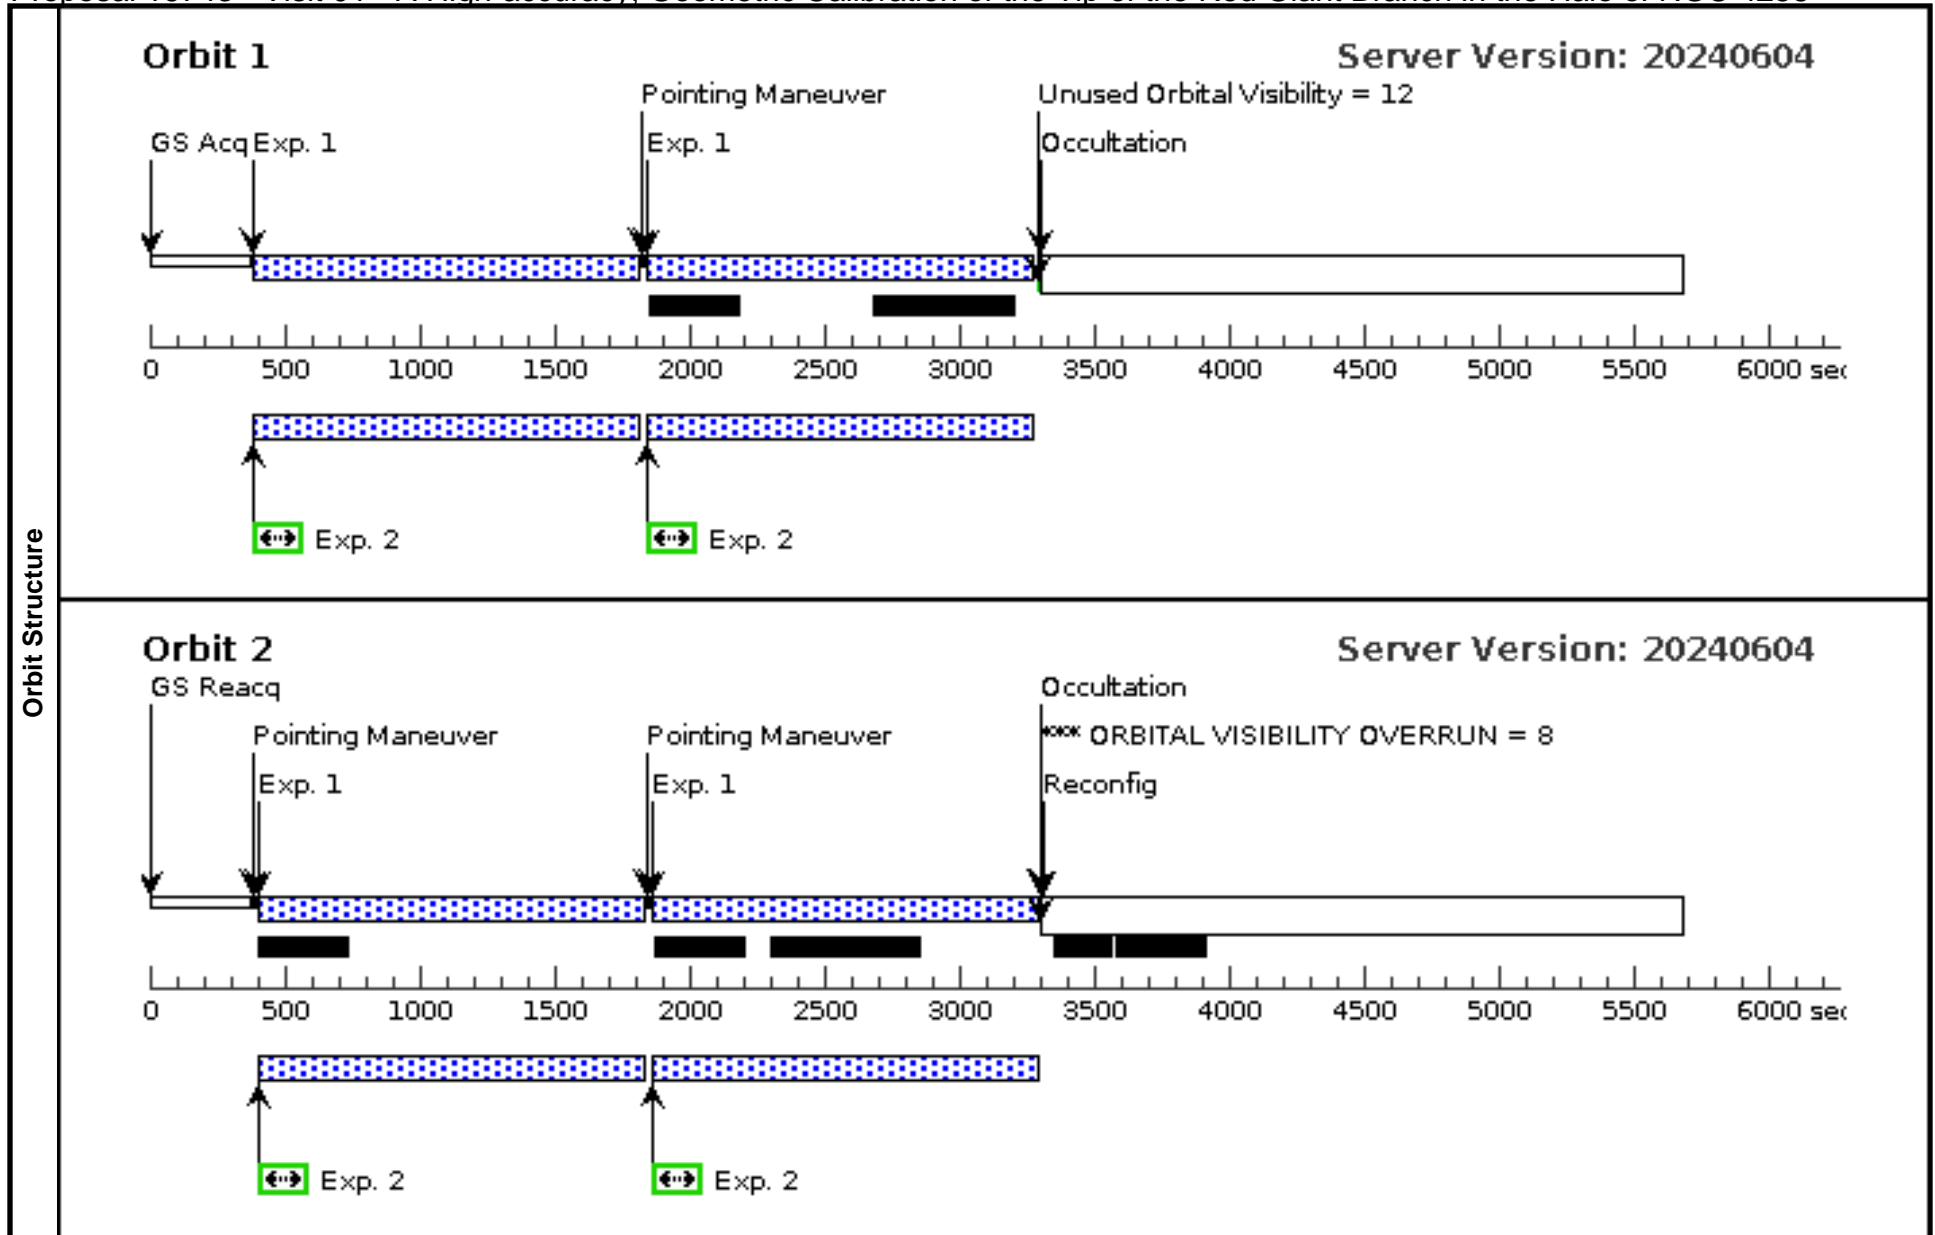 Orbit Structure
Orbit 1
Server Version: 20240604
Pointing Maneuver
Unused Orbital Visibility = 12
GS Acq
Exp. 1
Exp. 1
Occultation
0 500 1000 1500 2000 2500 3000 3500 4000 4500 5000 5500 6000
Exp. 2
Exp. 2
Orbit 2
Server Version: 20240604
GS Reacq
Occultation
Pointing Maneuver
Pointing Maneuver
*** ORBITAL VISIBILITY OVERRUN = 8
Exp. 1
Exp. 1
Reconfig
0 500 1000 1500 2000 2500 3000 3500 4000 4500 5000 5500 6000
Exp. 2
Exp. 2